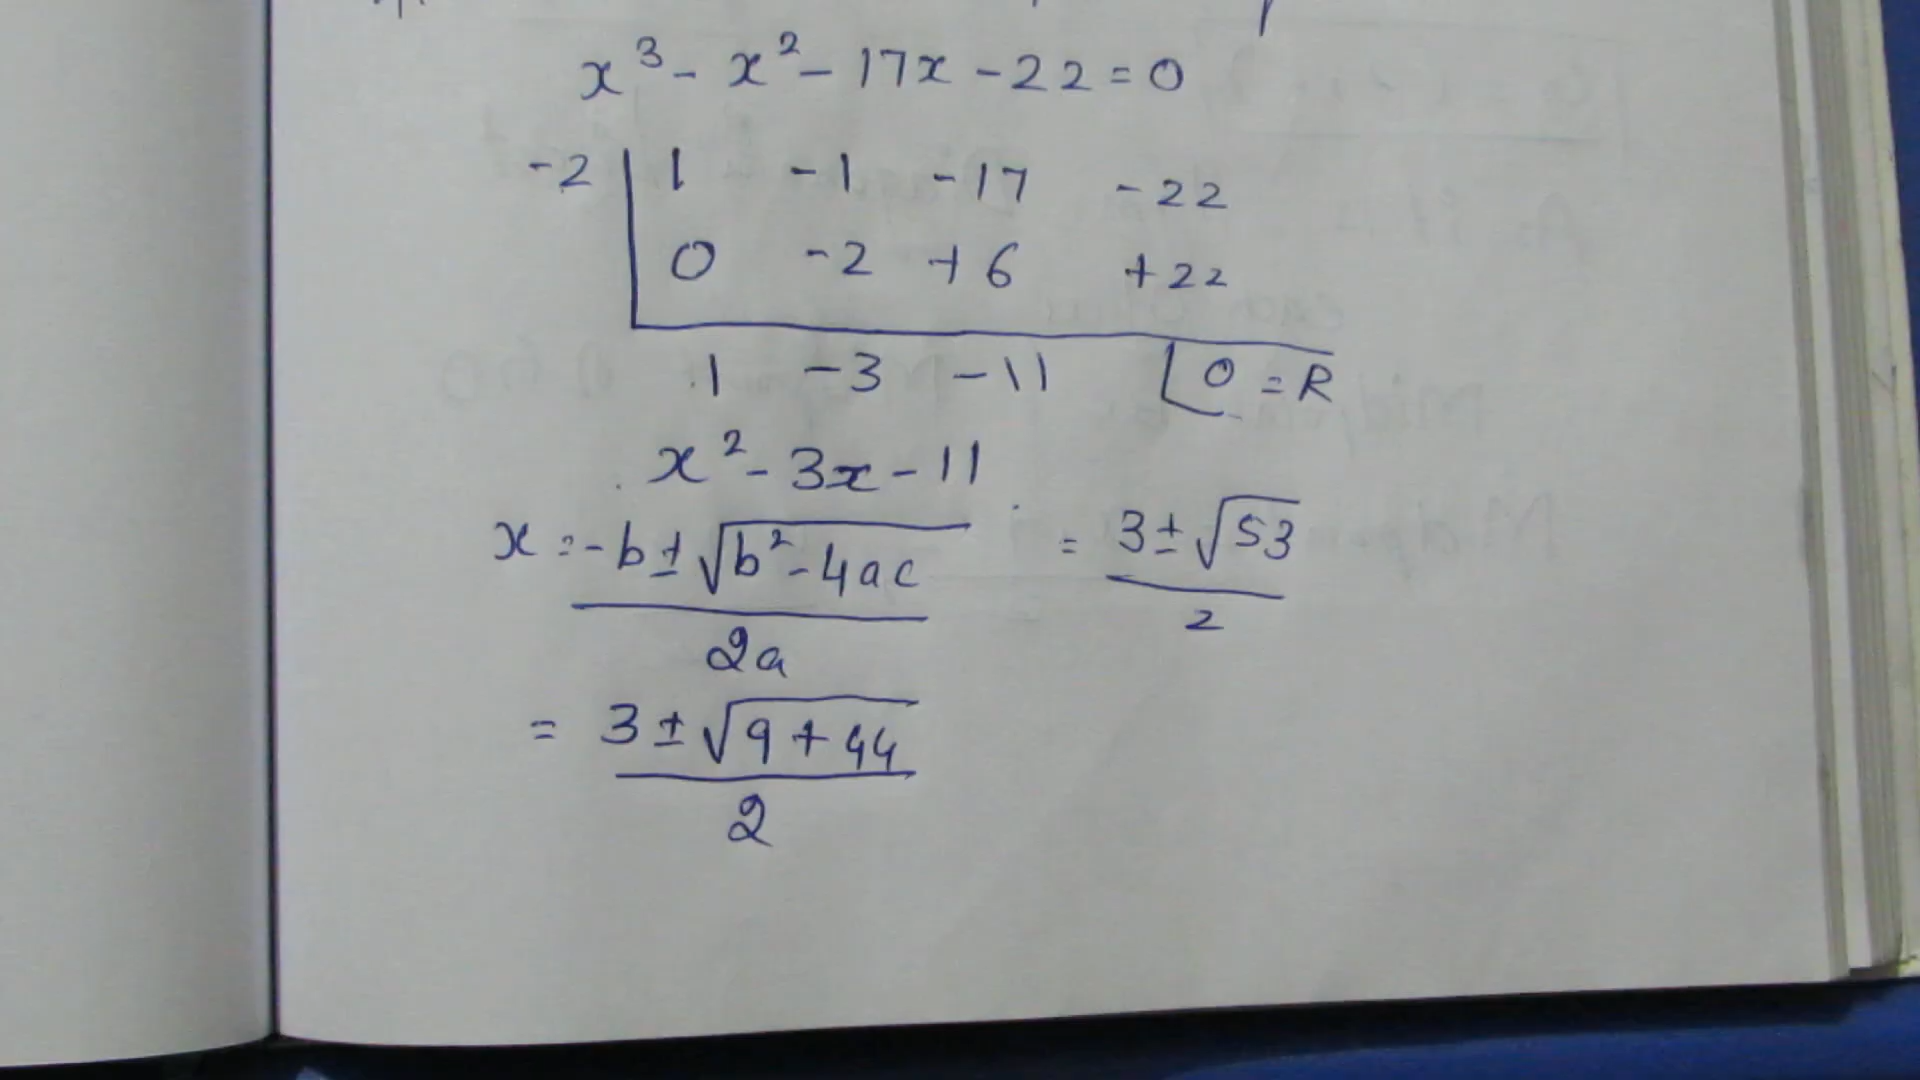 x³ - x² - 17x - 22 = 0
-2 | 1 -1 -17 -22
0 -2 +6 +22
1 -3 -11 0 = R
x² - 3x - 11
x = -b ± √b² - 4ac / 2a = 3 ± √53 / 2
= 3 ± √9 + 44 / 2